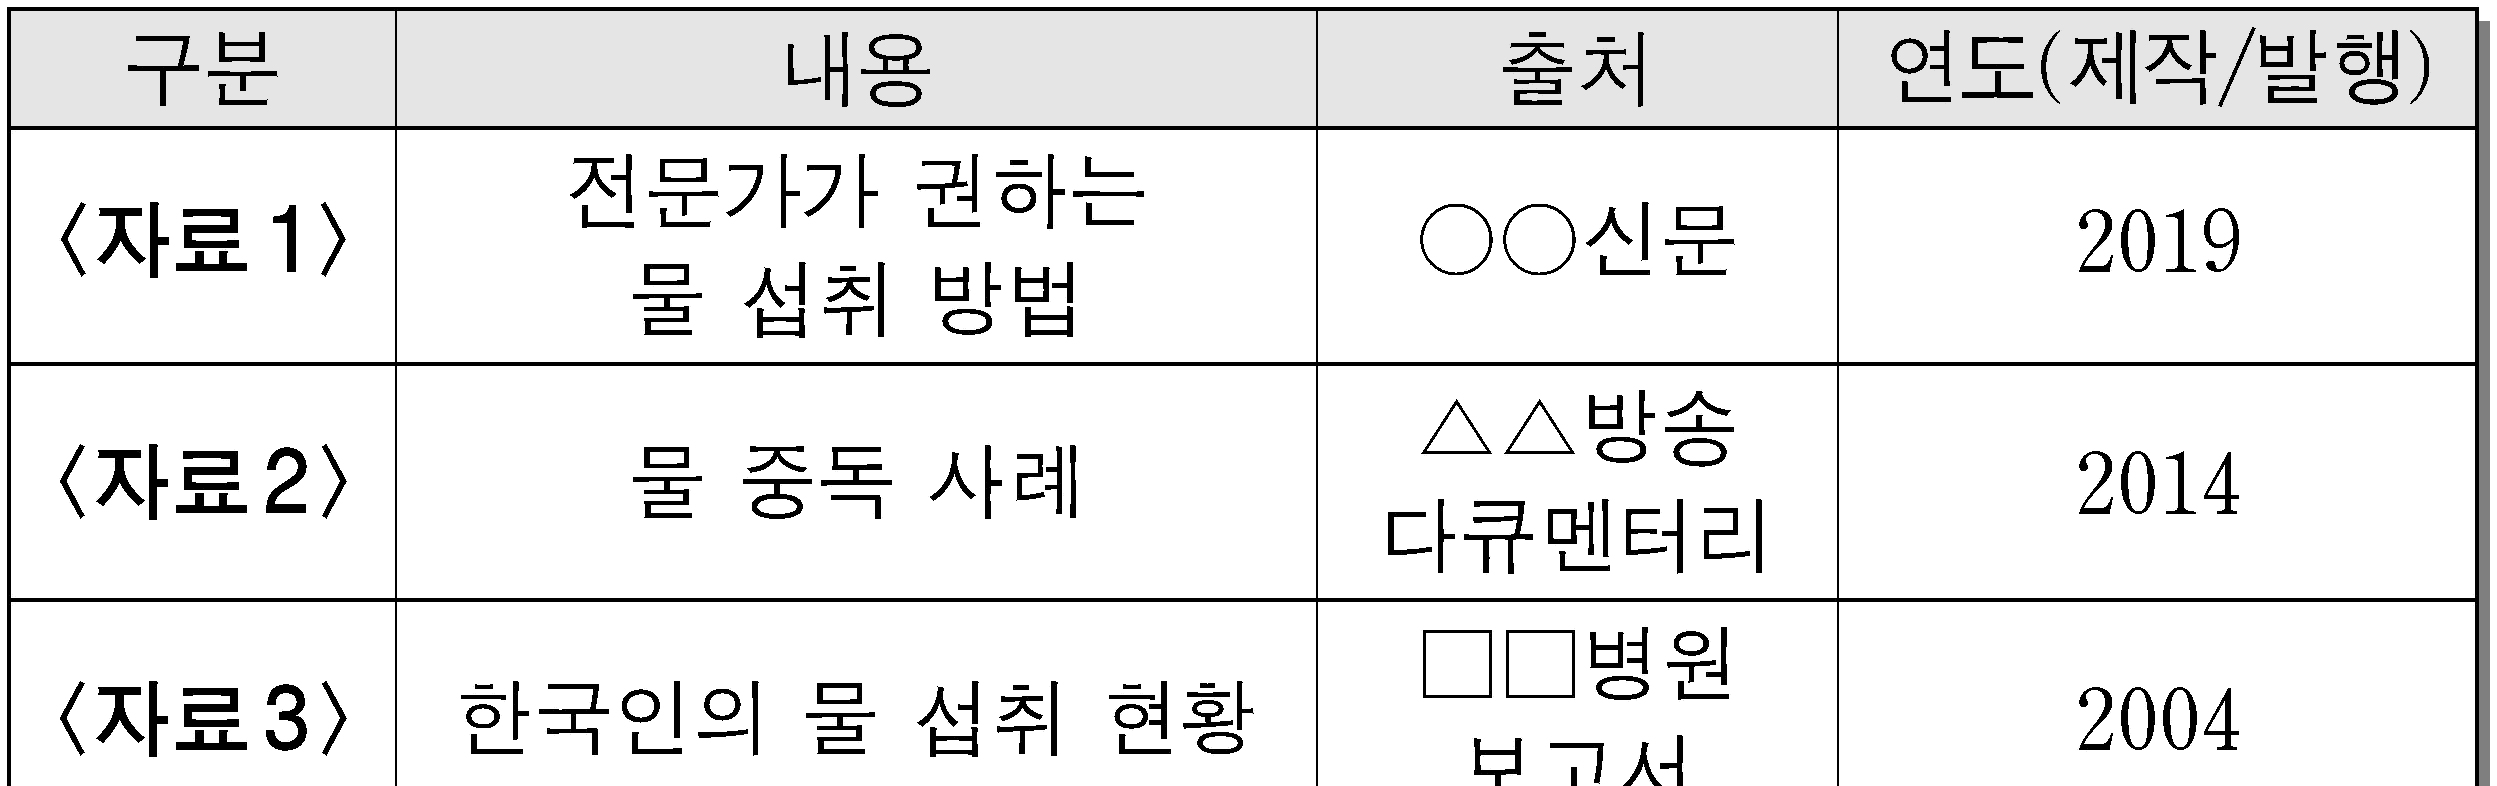 구분 내용 출처 연도(제작/발행)
<자료1> 전문가가 권하는 물 섭취 방법 ○○신문 2019
<자료2> 물 중독 사례 △△방송 다큐멘터리 2014
<자료3> 한국인의 물 섭취 현황 □□병원 보고서 2004